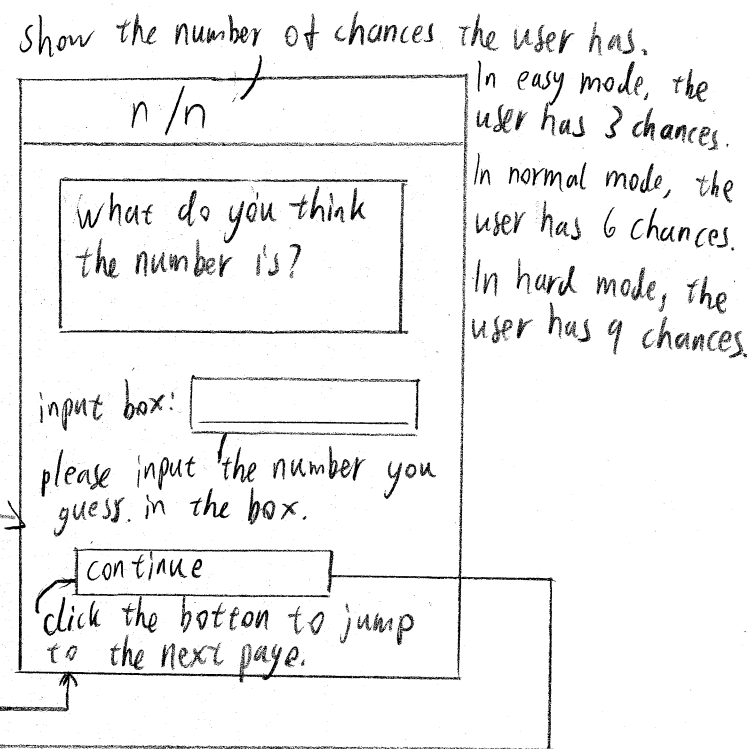 show the number of chances the user has.
In easy mode, the
user has 3 chances.
In normal mode, the
user has 6 chances.
In hard mode, the
user has 9 chances.
n/n
what do you think
the number is?
input box:
please input the number you
guess. in the box.
continue
click the botton to jump
to the next page.